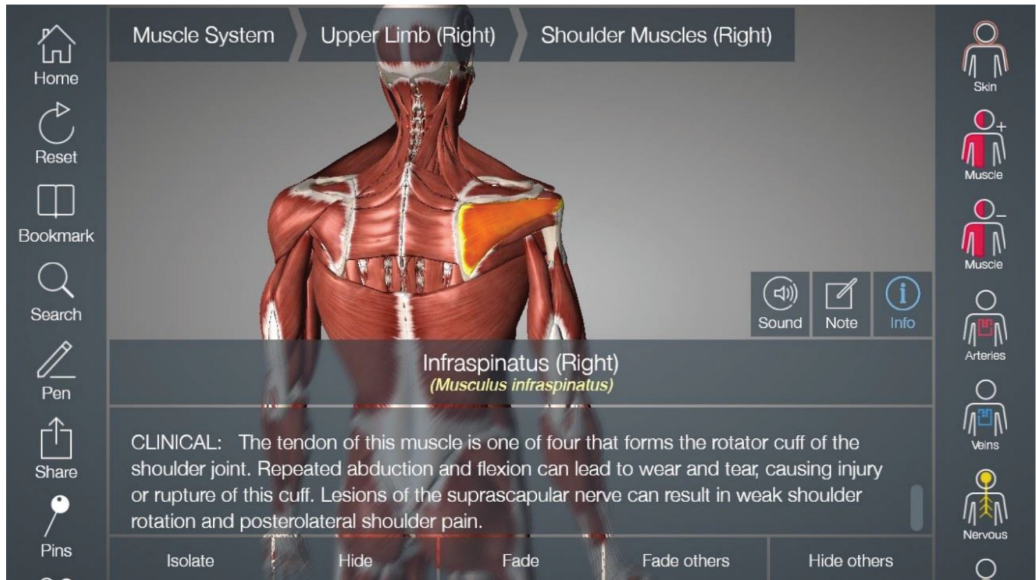 Muscle System
Upper Limb (Right)
Shoulder Muscles (Right)
Home
Reset
Bookmark
Search
Pen
Share
Pins
Skin
+
Muscle
−
Muscle
Arteries
Veins
Nervous
Sound
Note
i
Info
Infraspinatus (Right)
(Musculus infraspinatus)
CLINICAL: The tendon of this muscle is one of four that forms the rotator cuff of the
shoulder joint. Repeated abduction and flexion can lead to wear and tear, causing injury
or rupture of this cuff. Lesions of the suprascapular nerve can result in weak shoulder
rotation and posterolateral shoulder pain.
Isolate
Hide
Fade
Fade others
Hide others